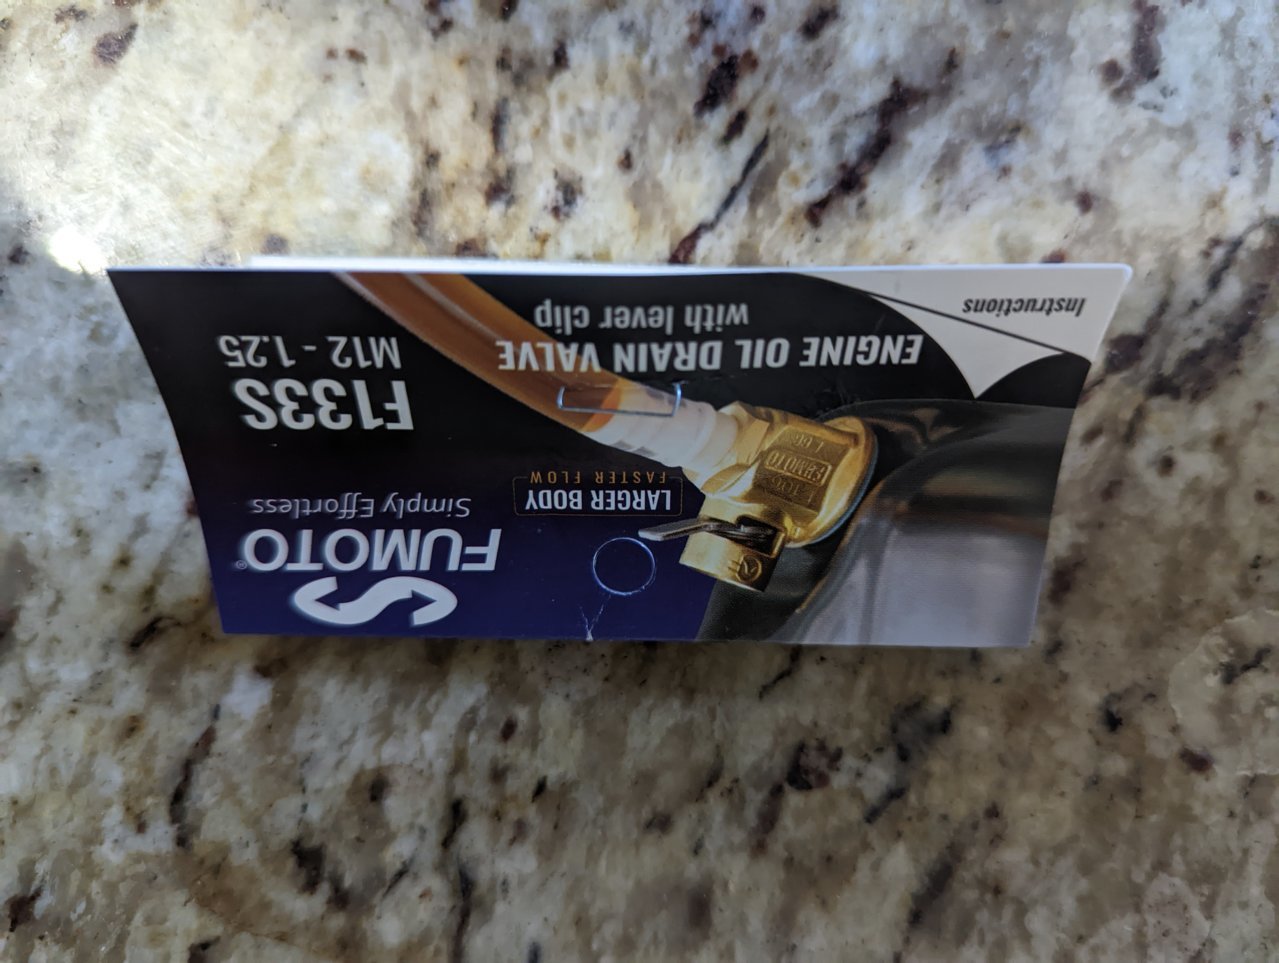 FUMOTO®
Simply Effortless
F133S
M12 - 1.25
LARGER BODY
FASTER FLOW
FUMOTO
ENGINE OIL DRAIN VALVE
with lever clip
Instructions